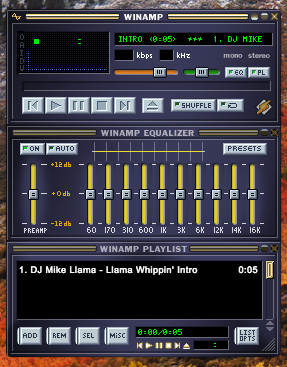 WINAMP
O
A
I
D
U
INTRO <0:05> *** 1. DJ MIKE
kbps kHz mono stereo
EQ PL
SHUFFLE
WINAMP EQUALIZER
ON AUTO PRESETS
+12 db
+0 db
-12 db
PREAMP 60 170 310 600 1K 3K 6K 12K 14K 16K
WINAMP PLAYLIST
1. DJ Mike Llama - Llama Whippin' Intro 0:05
ADD REM SEL MISC 0:00/0:05 LIST OPTS
: